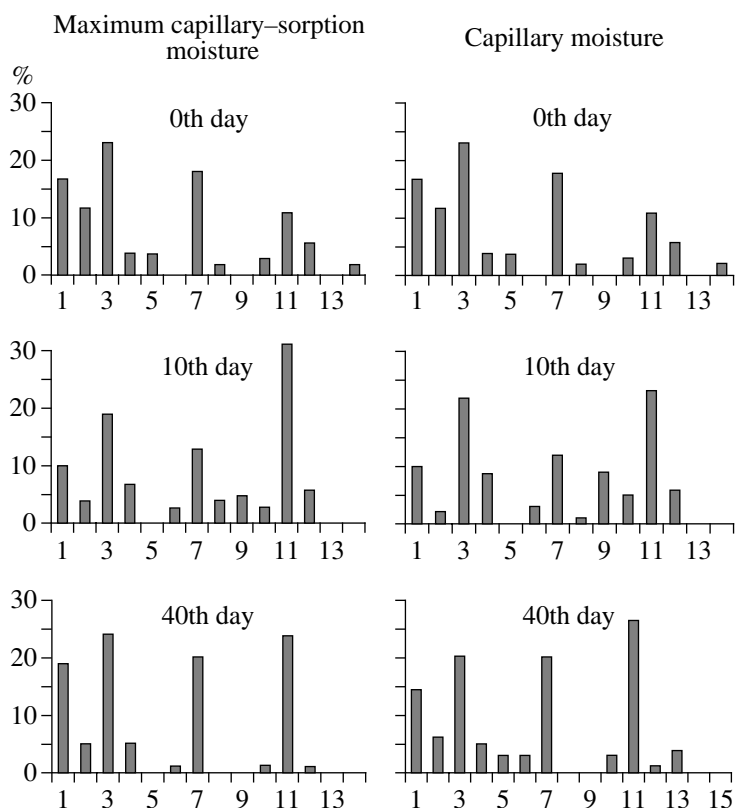 Maximum capillary–sorption
moisture
Capillary moisture
%
30
20
10
0
0th day
1 3 5 7 9 11 13
0th day
1 3 5 7 9 11 13
30
20
10
0
10th day
1 3 5 7 9 11 13
10th day
1 3 5 7 9 11 13
30
20
10
0
40th day
1 3 5 7 9 11 13
40th day
1 3 5 7 9 11 13 15